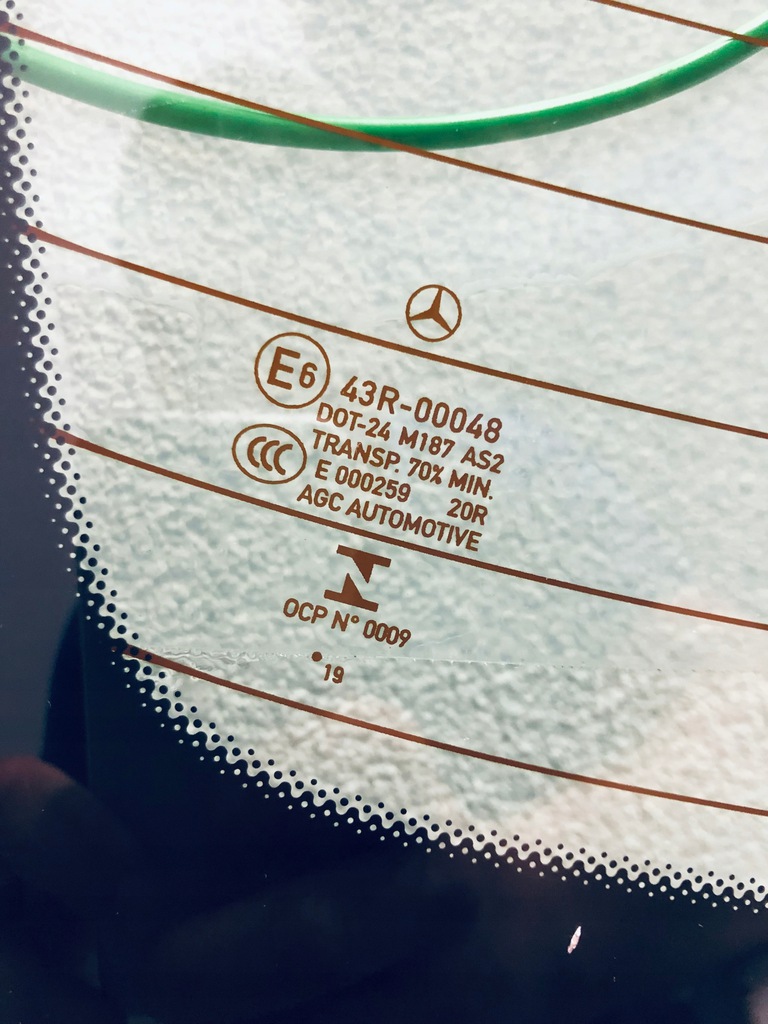 E6 43R-00048
DOT-24 M187 AS2
CCC TRANSP. 70% MIN.
E 000259 20R
AGC AUTOMOTIVE
OCP N° 0009
19